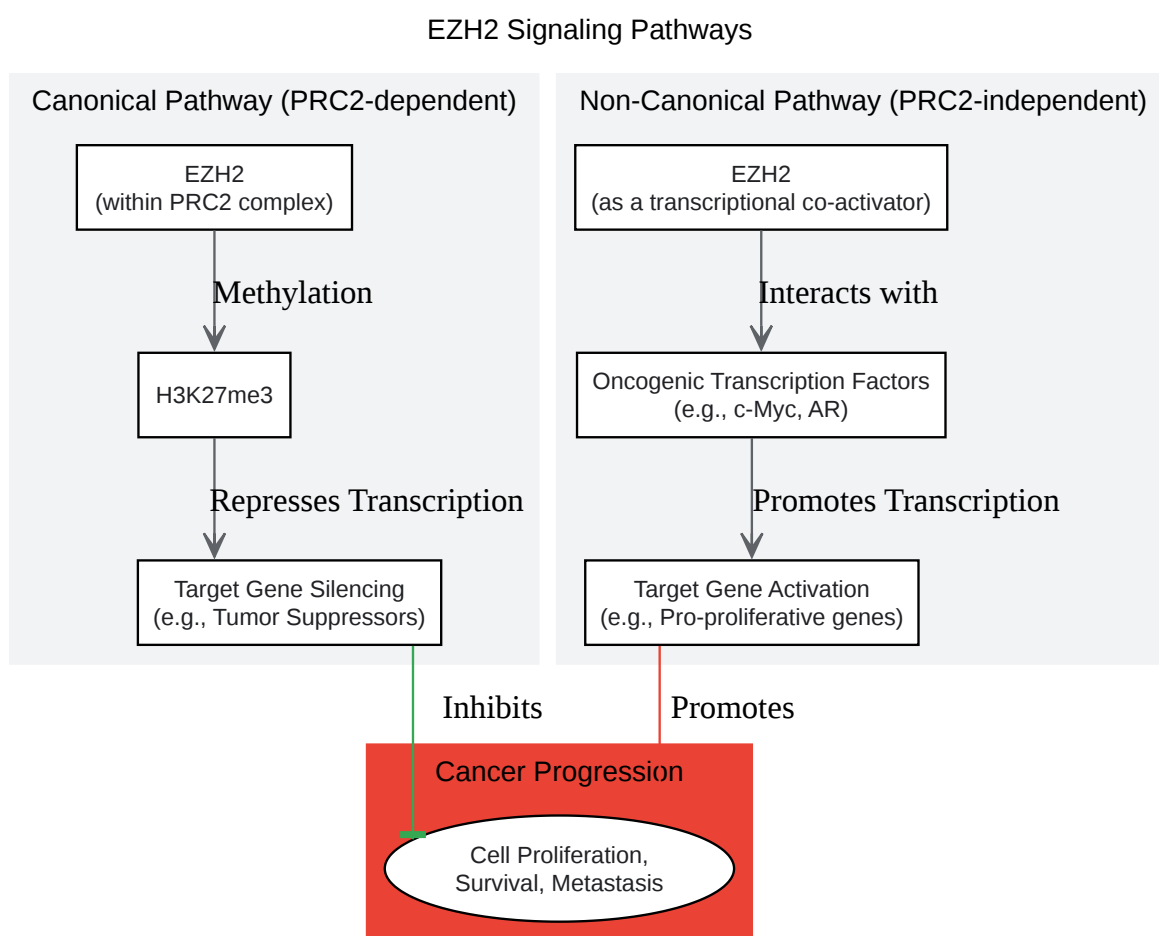 EZH2 Signaling Pathways
Canonical Pathway (PRC2-dependent)
EZH2
(within PRC2 complex)
Methylation
H3K27me3
Represses Transcription
Target Gene Silencing
(e.g., Tumor Suppressors)
Non-Canonical Pathway (PRC2-independent)
EZH2
(as a transcriptional co-activator)
Interacts with
Oncogenic Transcription Factors
(e.g., c-Myc, AR)
Promotes Transcription
Target Gene Activation
(e.g., Pro-proliferative genes)
Inhibits
Promotes
Cancer Progression
Cell Proliferation,
Survival, Metastasis